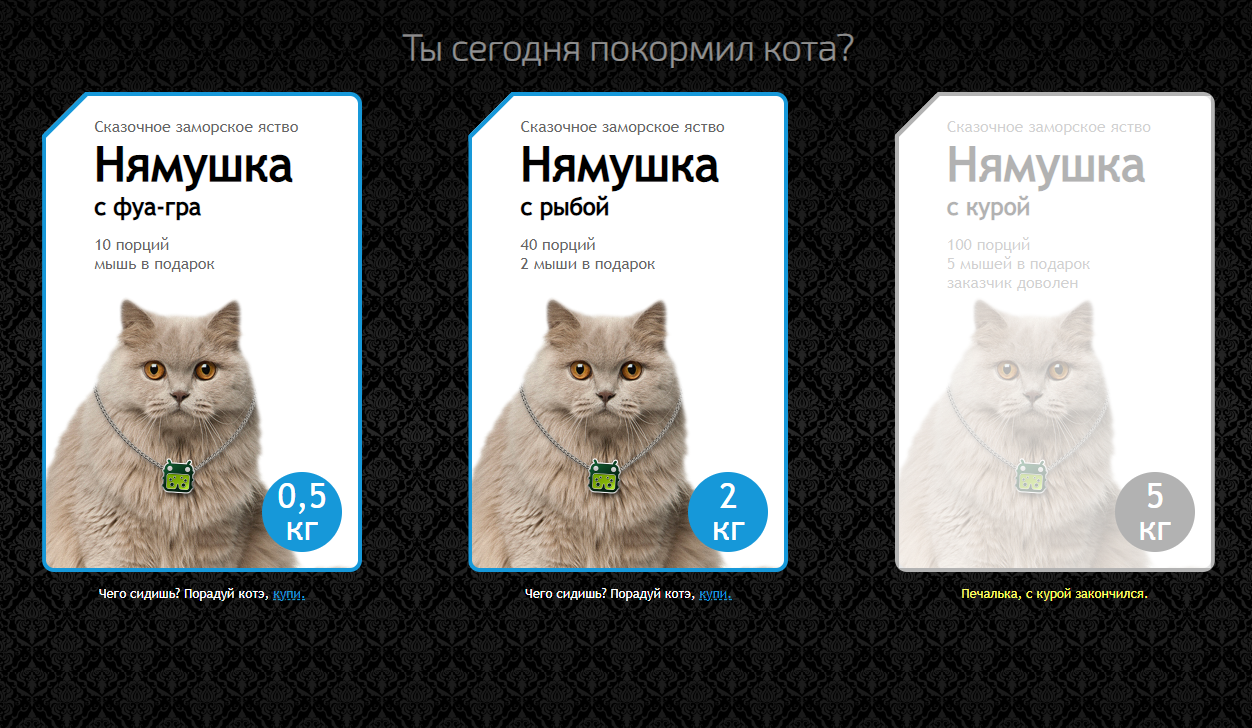 Ты сегодня покормил кота?
Сказочное заморское яство
Нямушка
с фуа-гра
10 порций
мышь в подарок
0,5
кг
Чего сидишь? Порадуй котэ, купи.
Сказочное заморское яство
Нямушка
с рыбой
40 порций
2 мыши в подарок
2
кг
Чего сидишь? Порадуй котэ, купи.
Сказочное заморское яство
Нямушка
с курой
100 порций
5 мышей в подарок
заказчик доволен
5
кг
Печалька, с курой закончился.